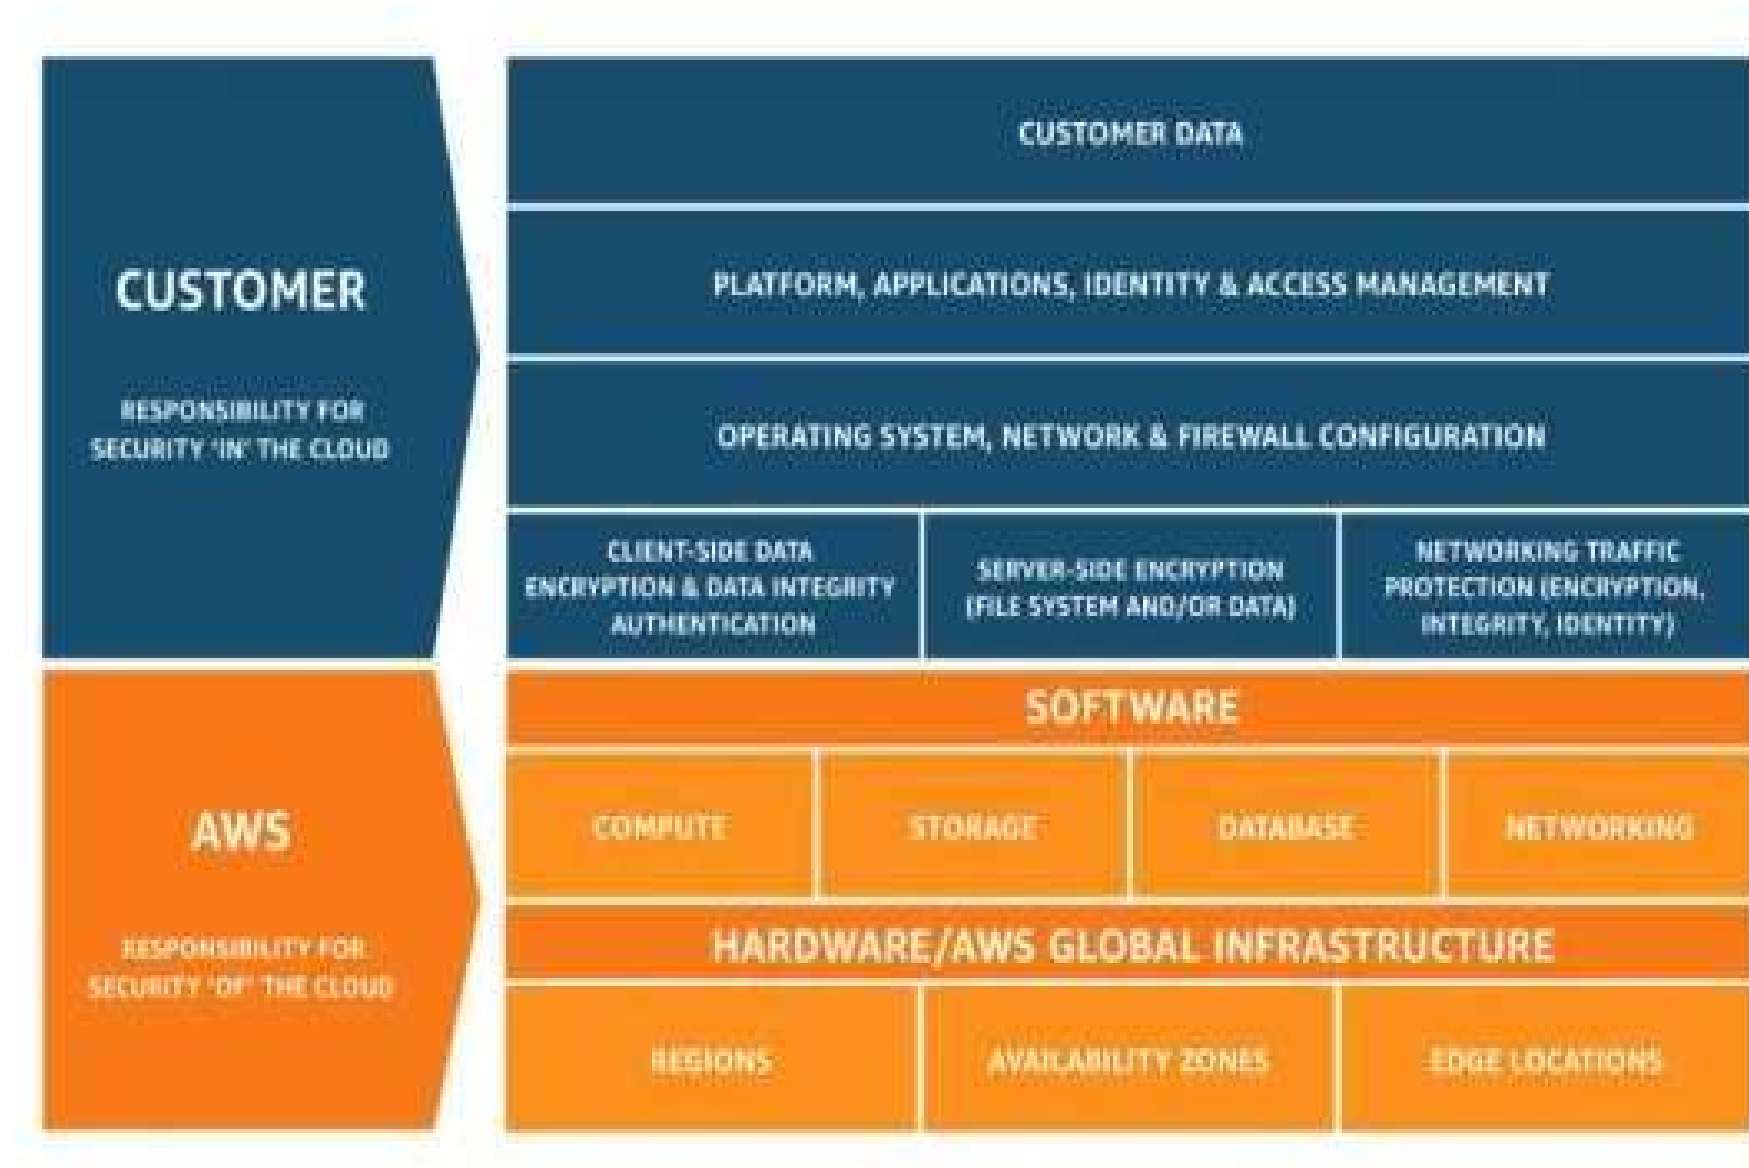 CUSTOMER
RESPONSIBILITY FOR
SECURITY 'IN' THE CLOUD
CUSTOMER DATA
PLATFORM, APPLICATIONS, IDENTITY & ACCESS MANAGEMENT
OPERATING SYSTEM, NETWORK & FIREWALL CONFIGURATION
CLIENT-SIDE DATA
ENCRYPTION & DATA INTEGRITY
AUTHENTICATION
SERVER-SIDE ENCRYPTION
(FILE SYSTEM AND/OR DATA)
NETWORKING TRAFFIC
PROTECTION (ENCRYPTION,
INTEGRITY, IDENTITY)
AWS
RESPONSIBILITY FOR
SECURITY 'OF' THE CLOUD
SOFTWARE
COMPUTE
STORAGE
DATABASE
NETWORKING
HARDWARE/AWS GLOBAL INFRASTRUCTURE
REGIONS
AVAILABILITY ZONES
EDGE LOCATIONS